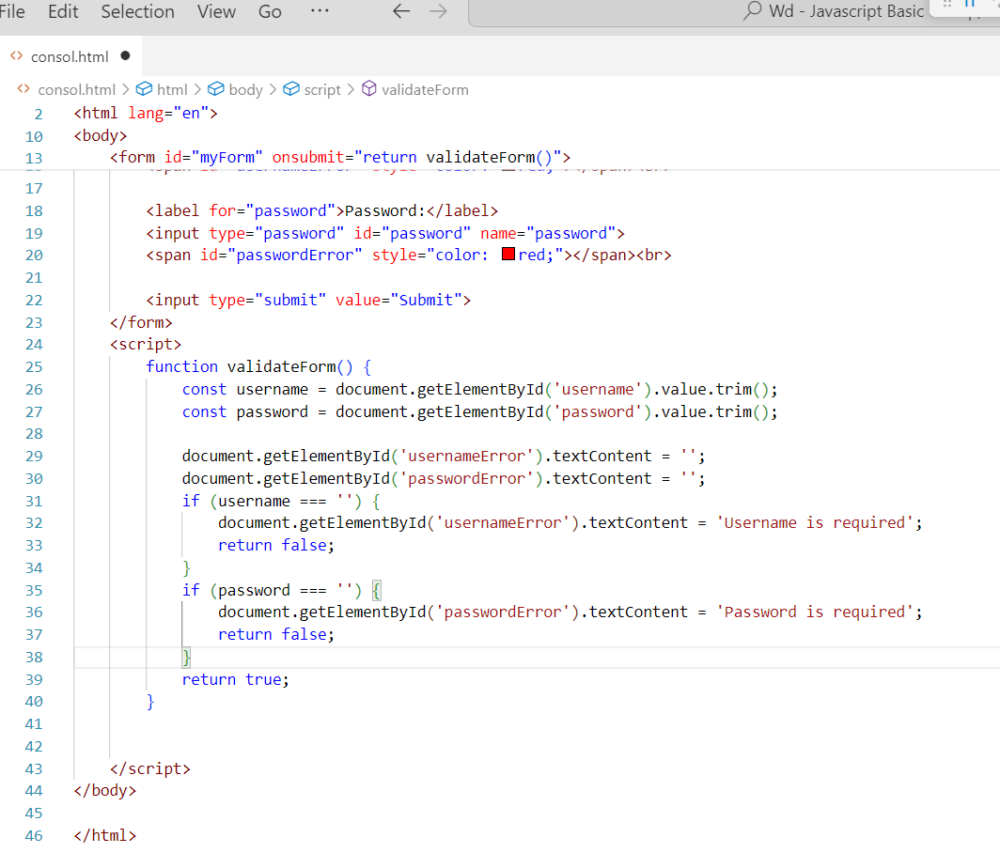 File Edit Selection View Go ··· ← → Wd - Javascript Basic
<> consol.html ●
<> consol.html > html > body > script > validateForm
2 <html lang="en">
10 <body>
13 <form id="myForm" onsubmit="return validateForm()">
17
18 <label for="password">Password:</label>
19 <input type="password" id="password" name="password">
20 <span id="passwordError" style="color: red;"></span><br>
21
22 <input type="submit" value="Submit">
23 </form>
24 <script>
25 function validateForm() {
26 const username = document.getElementById('username').value.trim();
27 const password = document.getElementById('password').value.trim();
28
29 document.getElementById('usernameError').textContent = '';
30 document.getElementById('passwordError').textContent = '';
31 if (username === '') {
32 document.getElementById('usernameError').textContent = 'Username is required';
33 return false;
34 }
35 if (password === '') {
36 document.getElementById('passwordError').textContent = 'Password is required';
37 return false;
38 }
39 return true;
40 }
41
42
43 </script>
44 </body>
45
46 </html>